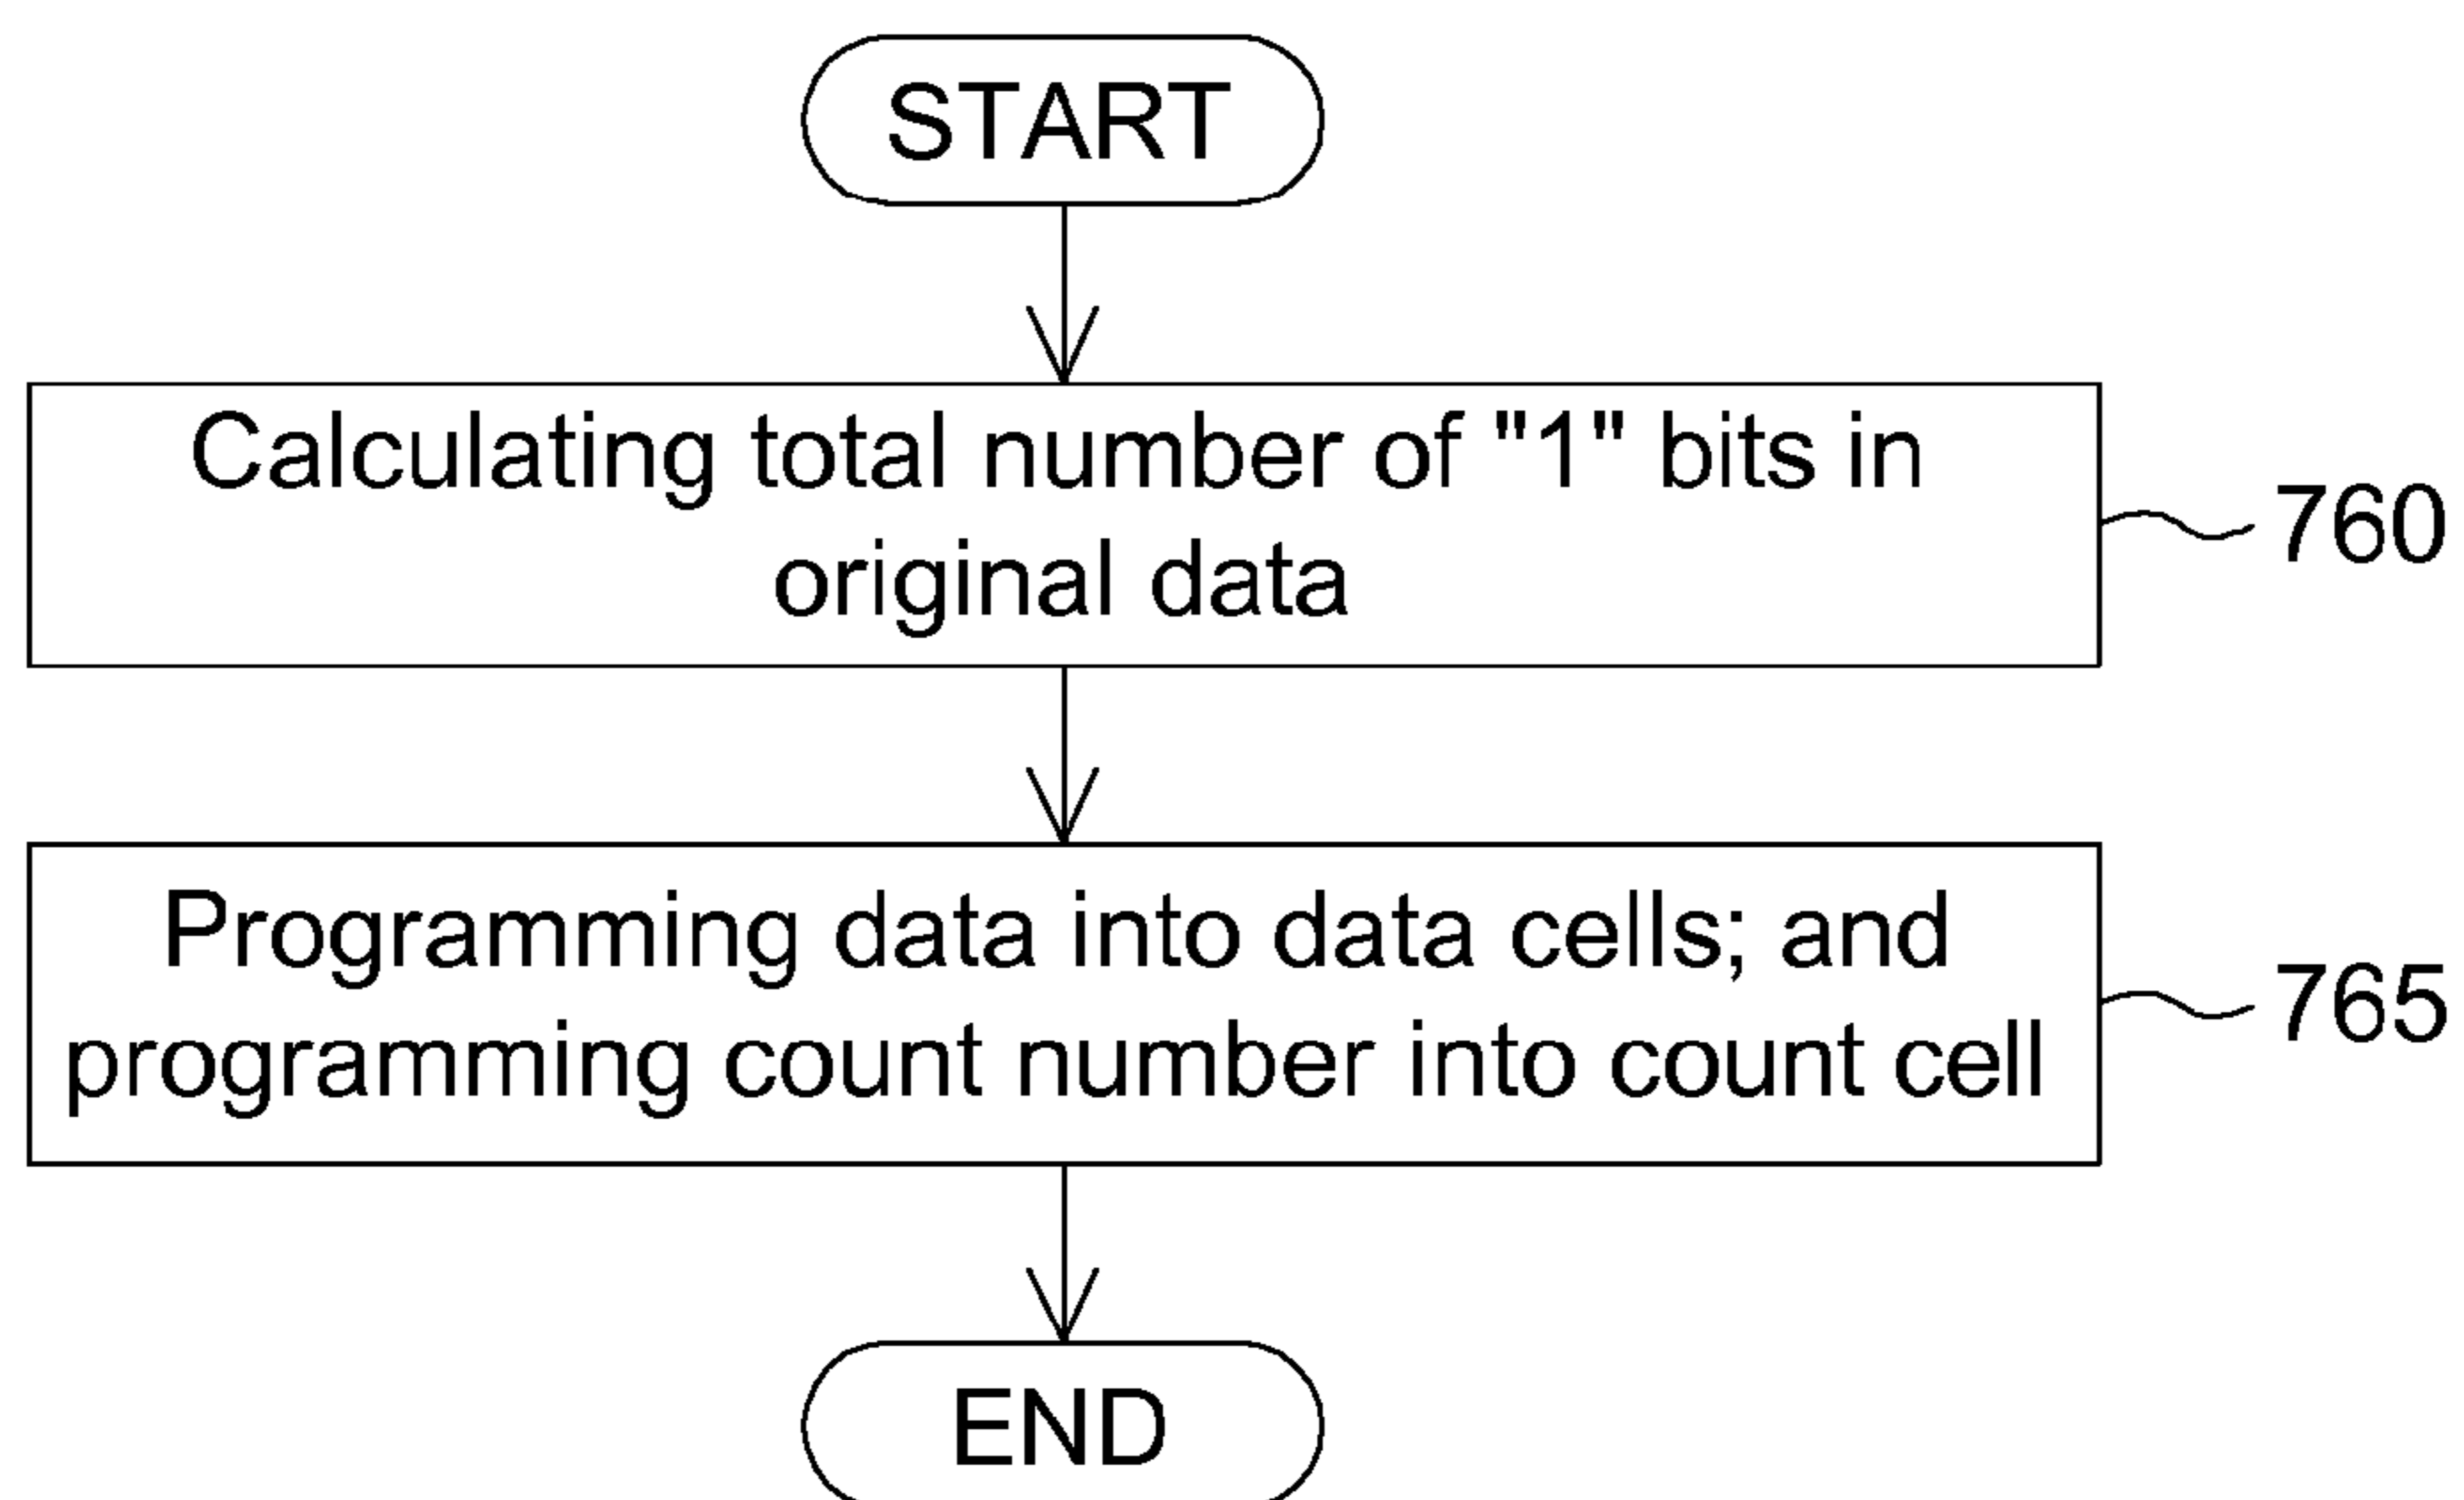 START
Calculating total number of "1" bits in
original data
760
Programming data into data cells; and
programming count number into count cell
765
END